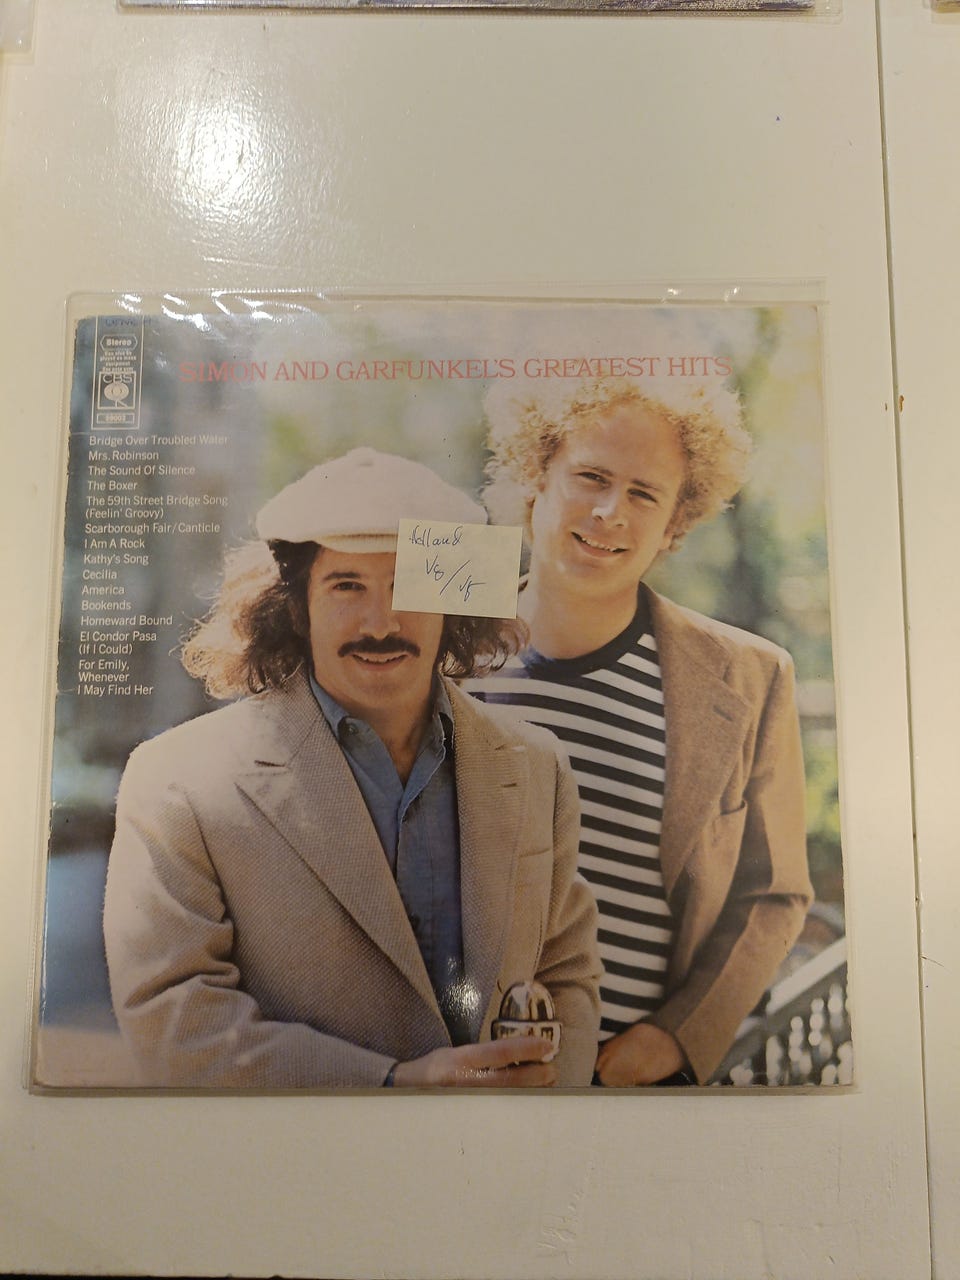 SIMON AND GARFUNKEL'S GREATEST HITS
Stereo
CBS
Bridge Over Troubled Water
Mrs. Robinson
The Sound Of Silence
The Boxer
The 59th Street Bridge Song
(Feelin' Groovy)
Scarborough Fair/Canticle
I Am A Rock
Kathy's Song
Cecilia
America
Bookends
Homeward Bound
El Condor Pasa
(If I Could)
For Emily,
Whenever
I May Find Her
Holland
Vg/Vg